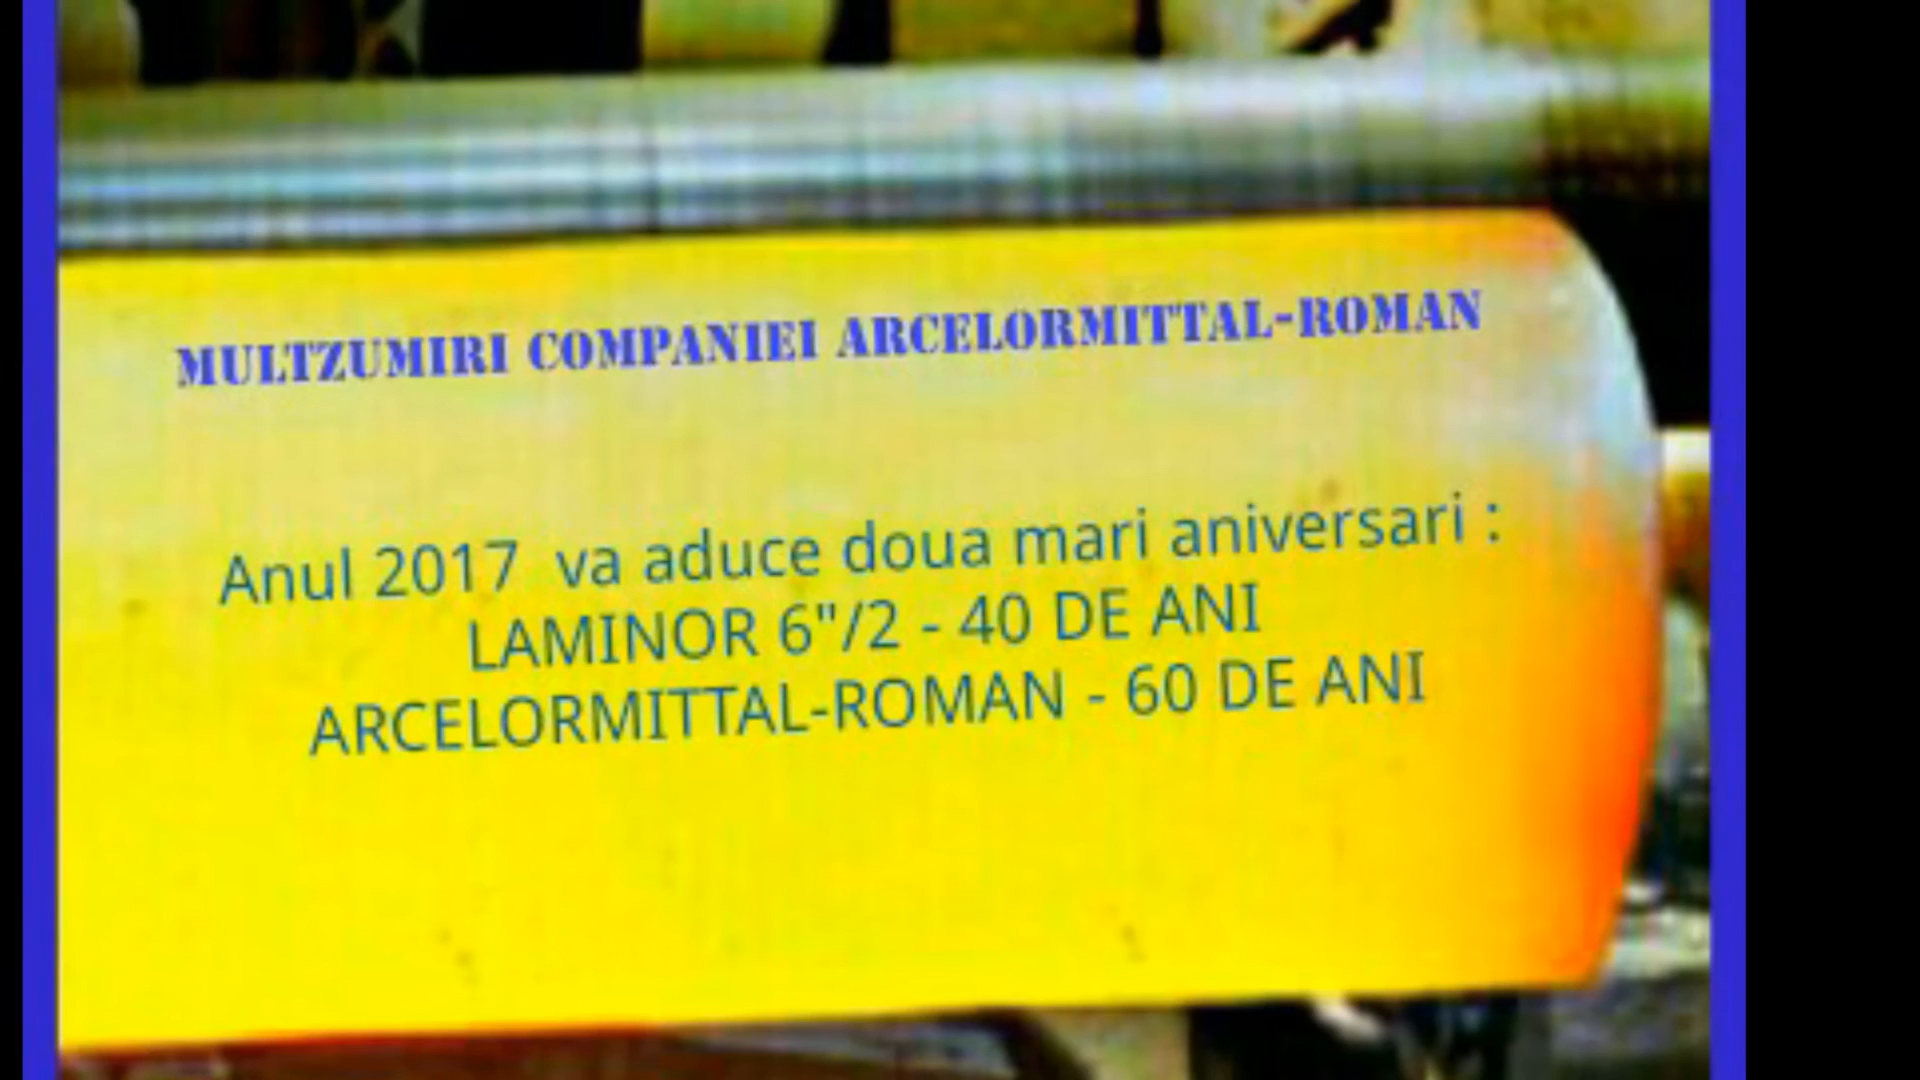 MULTZUMIRI COMPANIEI ARCELORMITTAL-ROMAN
Anul 2017 va aduce doua mari aniversari :
LAMINOR 6"/2 - 40 DE ANI
ARCELORMITTAL-ROMAN - 60 DE ANI